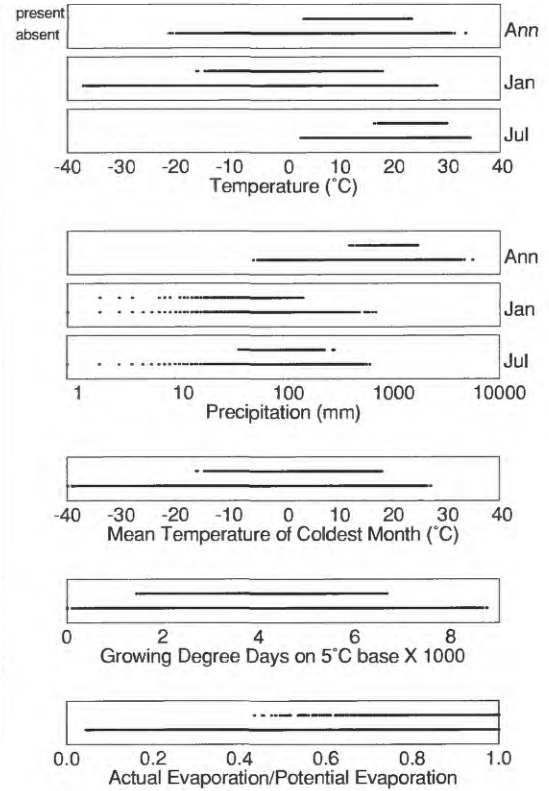 present
absent
Ann
Jan
Jul
-40 -30 -20 -10 0 10 20 30 40
Temperature (°C)
Ann
Jan
Jul
1 10 100 1000 10000
Precipitation (mm)
-40 -30 -20 -10 0 10 20 30 40
Mean Temperature of Coldest Month (°C)
0 2 4 6 8
Growing Degree Days on 5°C base X 1000
0.0 0.2 0.4 0.6 0.8 1.0
Actual Evaporation/Potential Evaporation